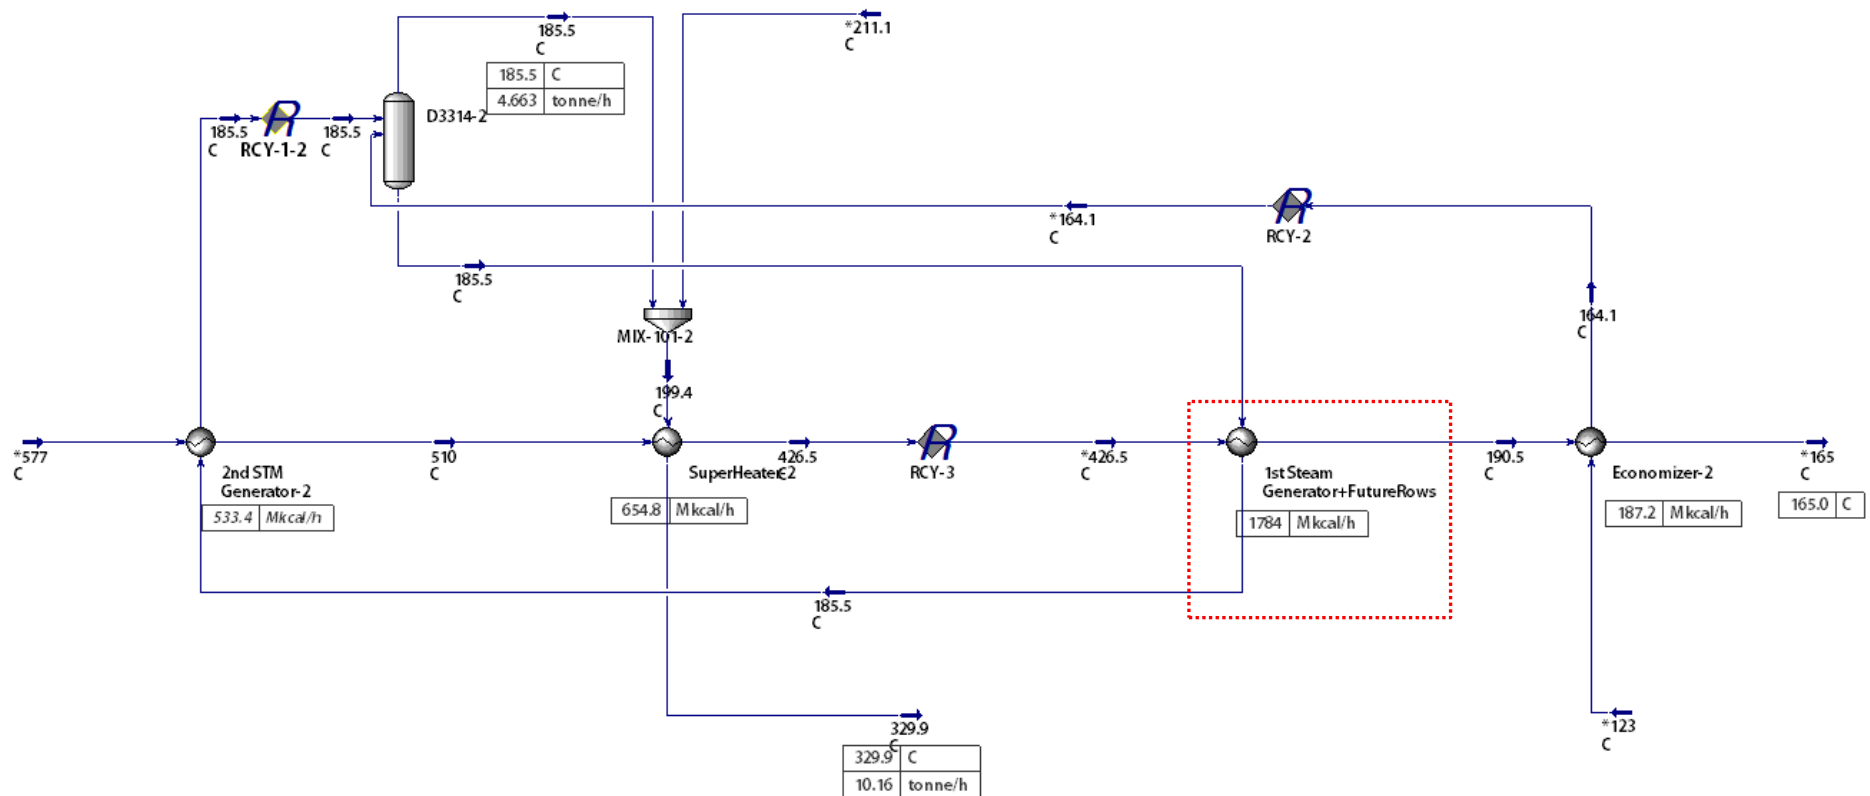 185.5
C
*211.1
C
185.5 C
4.663 tonne/h
D3314-2
185.5
C
RCY-1-2
185.5
C
*164.1
C
RCY-2
185.5
C
164.1
C
MIX-101-2
199.4
C
*577
C
2nd STM
Generator-2
533.4 Mkcal/h
510
C
SuperHeater-2
654.8 Mkcal/h
426.5
C
RCY-3
*426.5
C
1st Steam
Generator+FutureRows
1784 Mkcal/h
190.5
C
Economizer-2
187.2 Mkcal/h
*165
C
165.0 C
185.5
C
329.9
C
329.9 C
10.16 tonne/h
*123
C